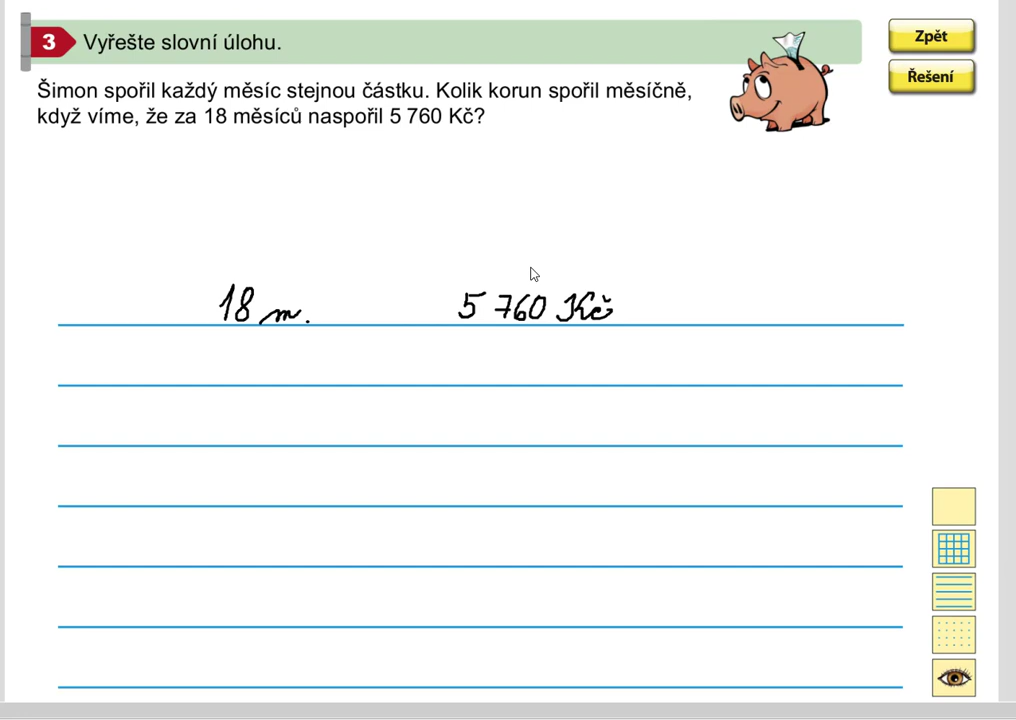 3 Vyřešte slovní úlohu.
Zpět
Řešení
Šimon spořil každý měsíc stejnou částku. Kolik korun spořil měsíčně,
když víme, že za 18 měsíců naspořil 5 760 Kč?
18 m. 5 760 Kč